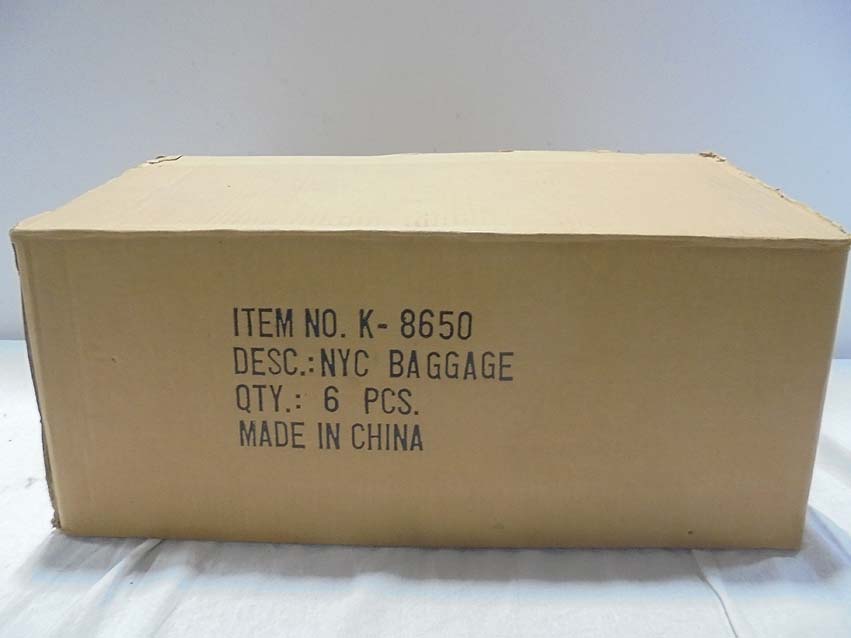 ITEM NO. K- 8650
DESC.: NYC BAGGAGE
QTY.: 6 PCS.
MADE IN CHINA